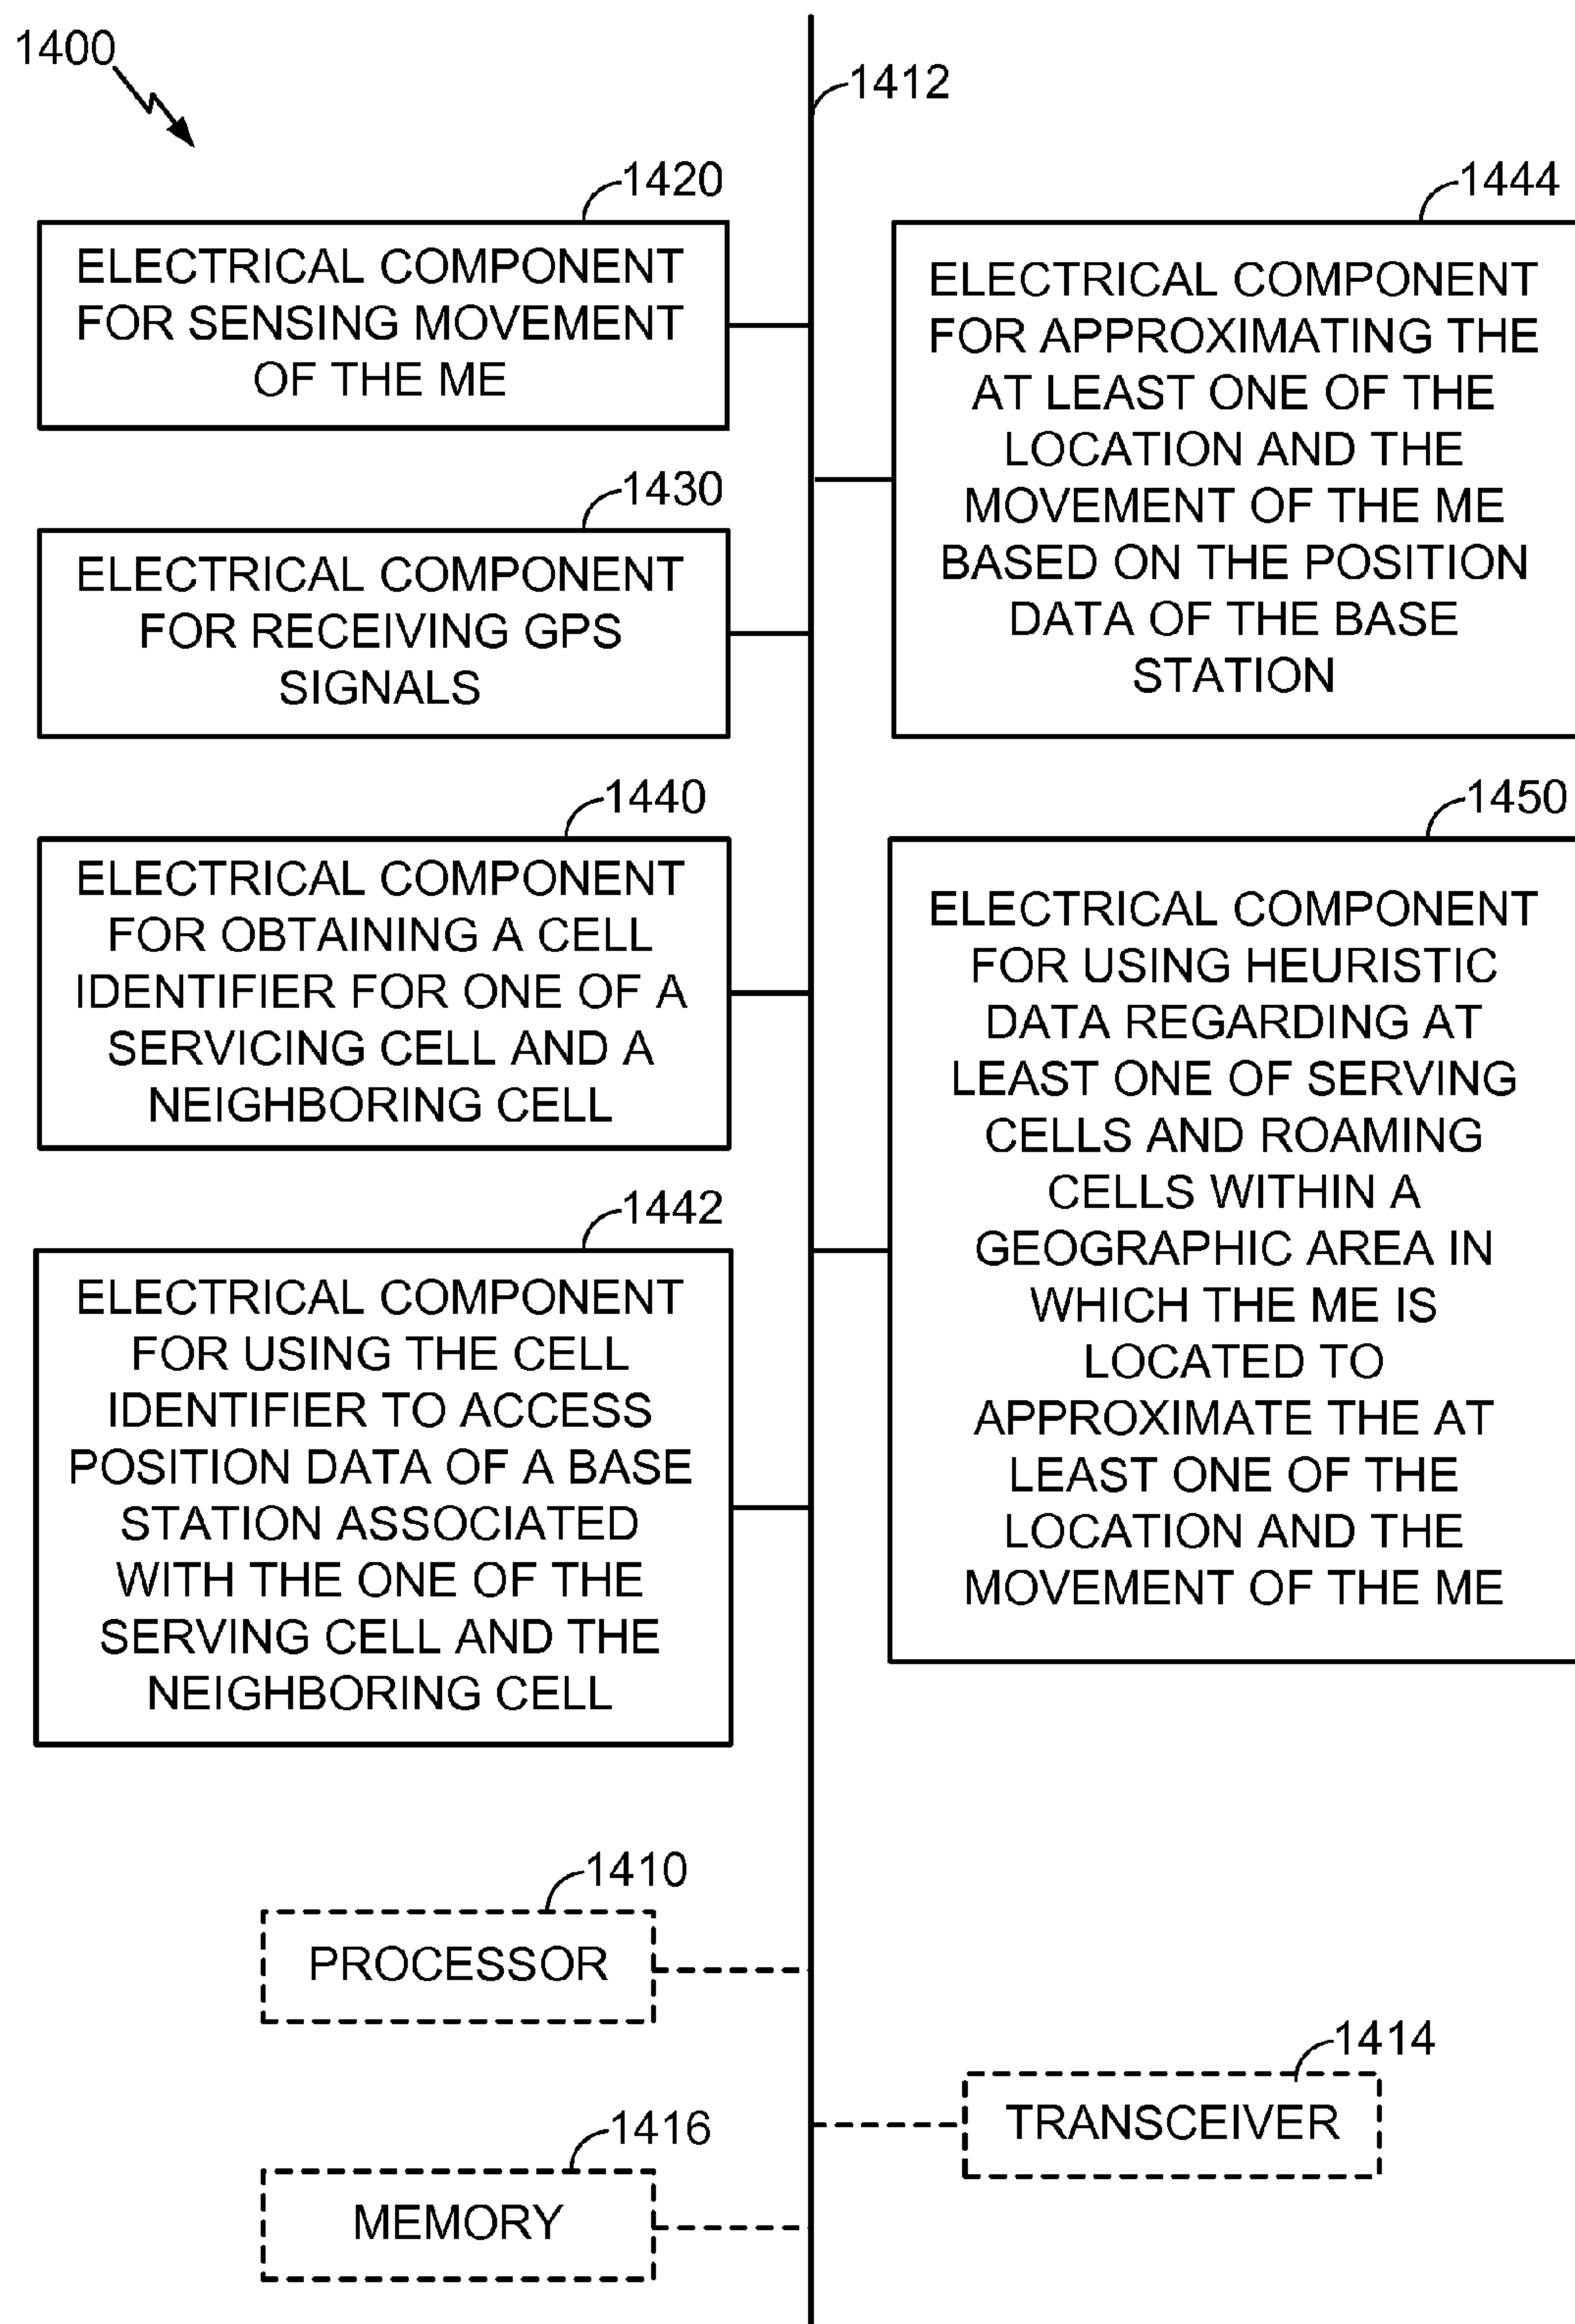 1400
1412
1420
ELECTRICAL COMPONENT
FOR SENSING MOVEMENT
OF THE ME
1430
ELECTRICAL COMPONENT
FOR RECEIVING GPS
SIGNALS
1440
ELECTRICAL COMPONENT
FOR OBTAINING A CELL
IDENTIFIER FOR ONE OF A
SERVICING CELL AND A
NEIGHBORING CELL
1442
ELECTRICAL COMPONENT
FOR USING THE CELL
IDENTIFIER TO ACCESS
POSITION DATA OF A BASE
STATION ASSOCIATED
WITH THE ONE OF THE
SERVING CELL AND THE
NEIGHBORING CELL
1444
ELECTRICAL COMPONENT
FOR APPROXIMATING THE
AT LEAST ONE OF THE
LOCATION AND THE
MOVEMENT OF THE ME
BASED ON THE POSITION
DATA OF THE BASE
STATION
1450
ELECTRICAL COMPONENT
FOR USING HEURISTIC
DATA REGARDING AT
LEAST ONE OF SERVING
CELLS AND ROAMING
CELLS WITHIN A
GEOGRAPHIC AREA IN
WHICH THE ME IS
LOCATED TO
APPROXIMATE THE AT
LEAST ONE OF THE
LOCATION AND THE
MOVEMENT OF THE ME
1410
PROCESSOR
1414
TRANSCEIVER
1416
MEMORY